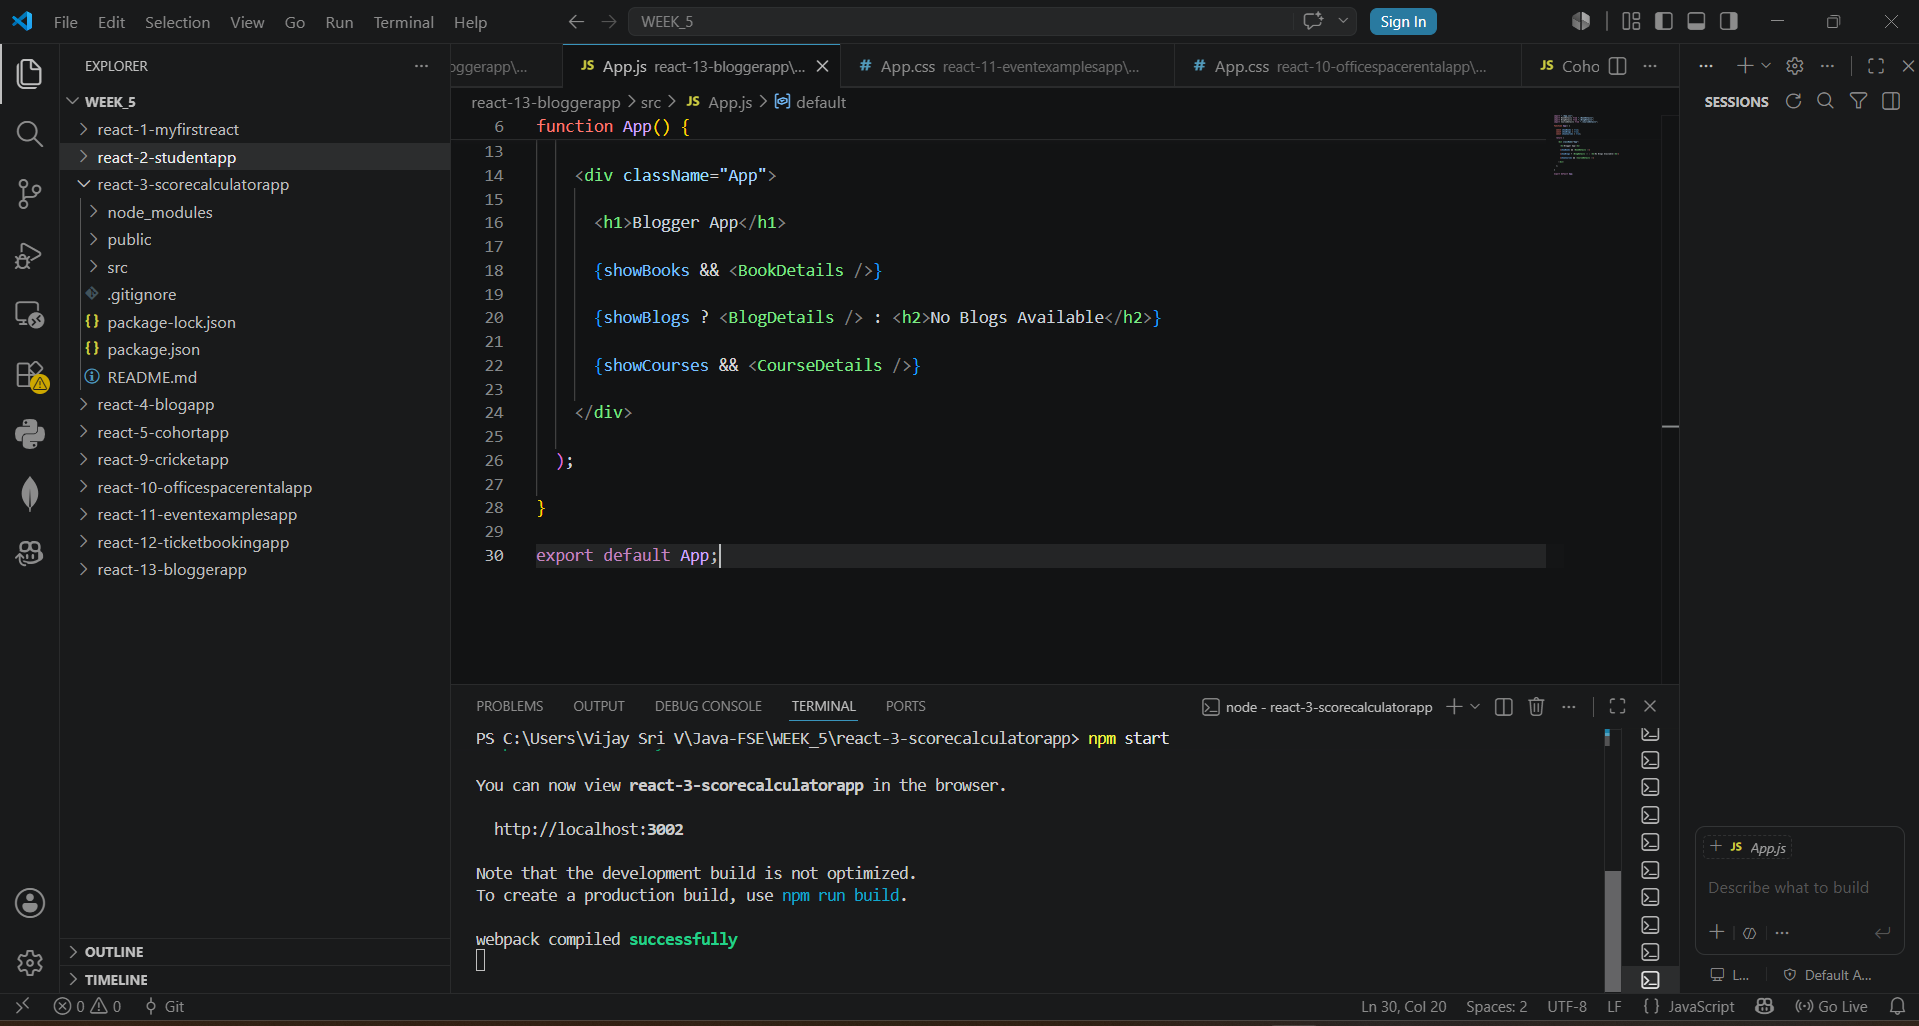 File Edit Selection View Go Run Terminal Help
WEEK_5
Sign In
EXPLORER
WEEK_5
react-1-myfirstreact
react-2-studentapp
react-3-scorecalculatorapp
node_modules
public
src
.gitignore
package-lock.json
package.json
README.md
react-4-blogapp
react-5-cohortapp
react-9-cricketapp
react-10-officespacerentalapp
react-11-eventexamplesapp
react-12-ticketbookingapp
react-13-bloggerapp
OUTLINE
TIMELINE
oggerapp\...
JS App.js react-13-bloggerapp\...
# App.css react-11-eventexamplesapp\...
# App.css react-10-officespacerentalapp\...
JS Coho
react-13-bloggerapp > src > JS App.js > default
6 function App() {
13
14 <div className="App">
15
16 <h1>Blogger App</h1>
17
18 {showBooks && <BookDetails />}
19
20 {showBlogs ? <BlogDetails /> : <h2>No Blogs Available</h2>}
21
22 {showCourses && <CourseDetails />}
23
24 </div>
25
26 );
27
28 }
29
30 export default App;
PROBLEMS OUTPUT DEBUG CONSOLE TERMINAL PORTS
node - react-3-scorecalculatorapp
PS C:\Users\Vijay Sri V\Java-FSE\WEEK_5\react-3-scorecalculatorapp> npm start
You can now view react-3-scorecalculatorapp in the browser.
http://localhost:3002
Note that the development build is not optimized.
To create a production build, use npm run build.
webpack compiled successfully
SESSIONS
JS App.js
Describe what to build
L...
Default A...
0 0 Git
Ln 30, Col 20 Spaces: 2 UTF-8 LF {} JavaScript Go Live